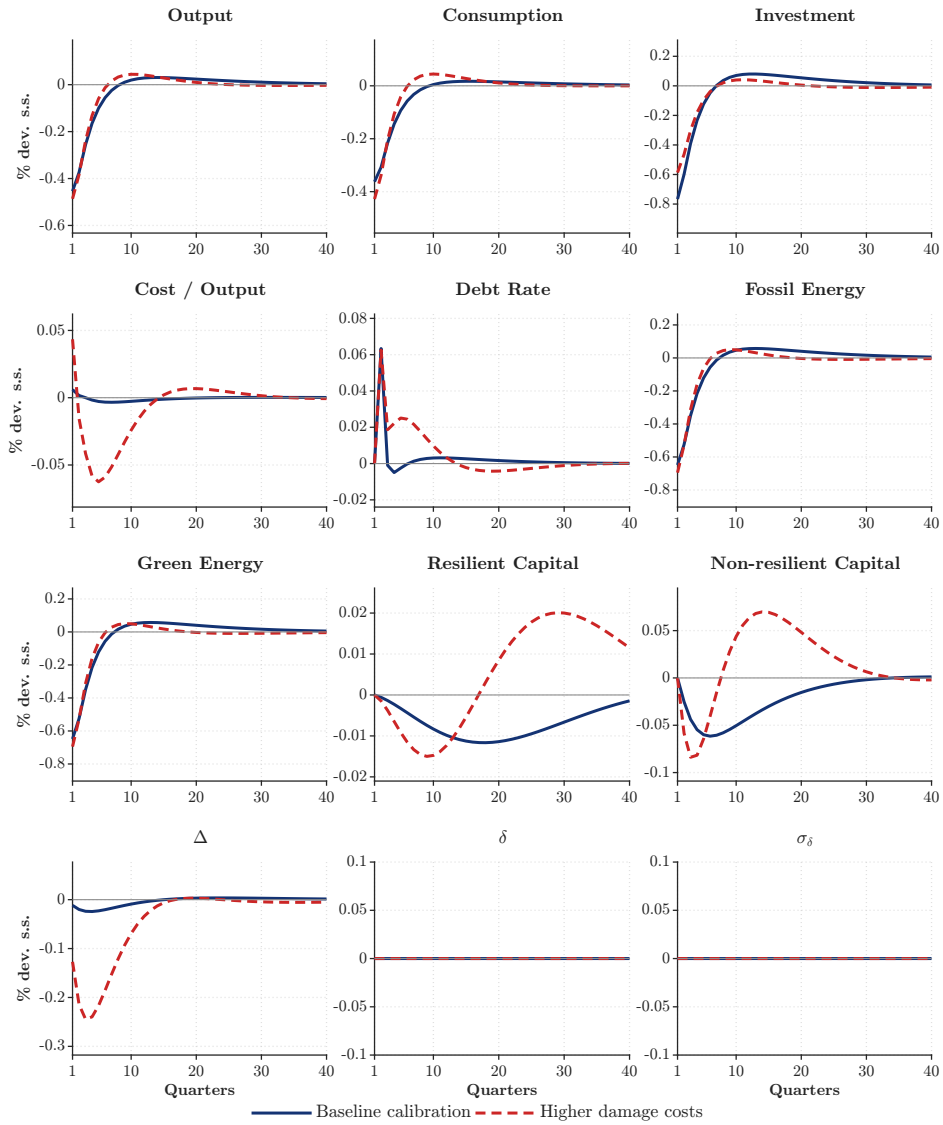 Output Consumption Investment
% dev. s.s.
0
-0.2
-0.4
-0.6
1 10 20 30 40
0
-0.2
-0.4
1 10 20 30 40
0.2
0
-0.2
-0.4
-0.6
-0.8
1 10 20 30 40
Cost / Output Debt Rate Fossil Energy
% dev. s.s.
0.05
0
-0.05
1 10 20 30 40
0.08
0.06
0.04
0.02
0
-0.02
1 10 20 30 40
0.2
0
-0.2
-0.4
-0.6
-0.8
1 10 20 30 40
Green Energy Resilient Capital Non-resilient Capital
% dev. s.s.
0.2
0
-0.2
-0.4
-0.6
-0.8
1 10 20 30 40
0.02
0.01
0
-0.01
-0.02
1 10 20 30 40
0.05
0
-0.05
-0.1
1 10 20 30 40
Δ δ σδ
% dev. s.s.
0
-0.1
-0.2
-0.3
1 10 20 30 40
0.1
0.05
0
-0.05
-0.1
1 10 20 30 40
0.1
0.05
0
-0.05
-0.1
1 10 20 30 40
Quarters Quarters Quarters
Baseline calibration Higher damage costs